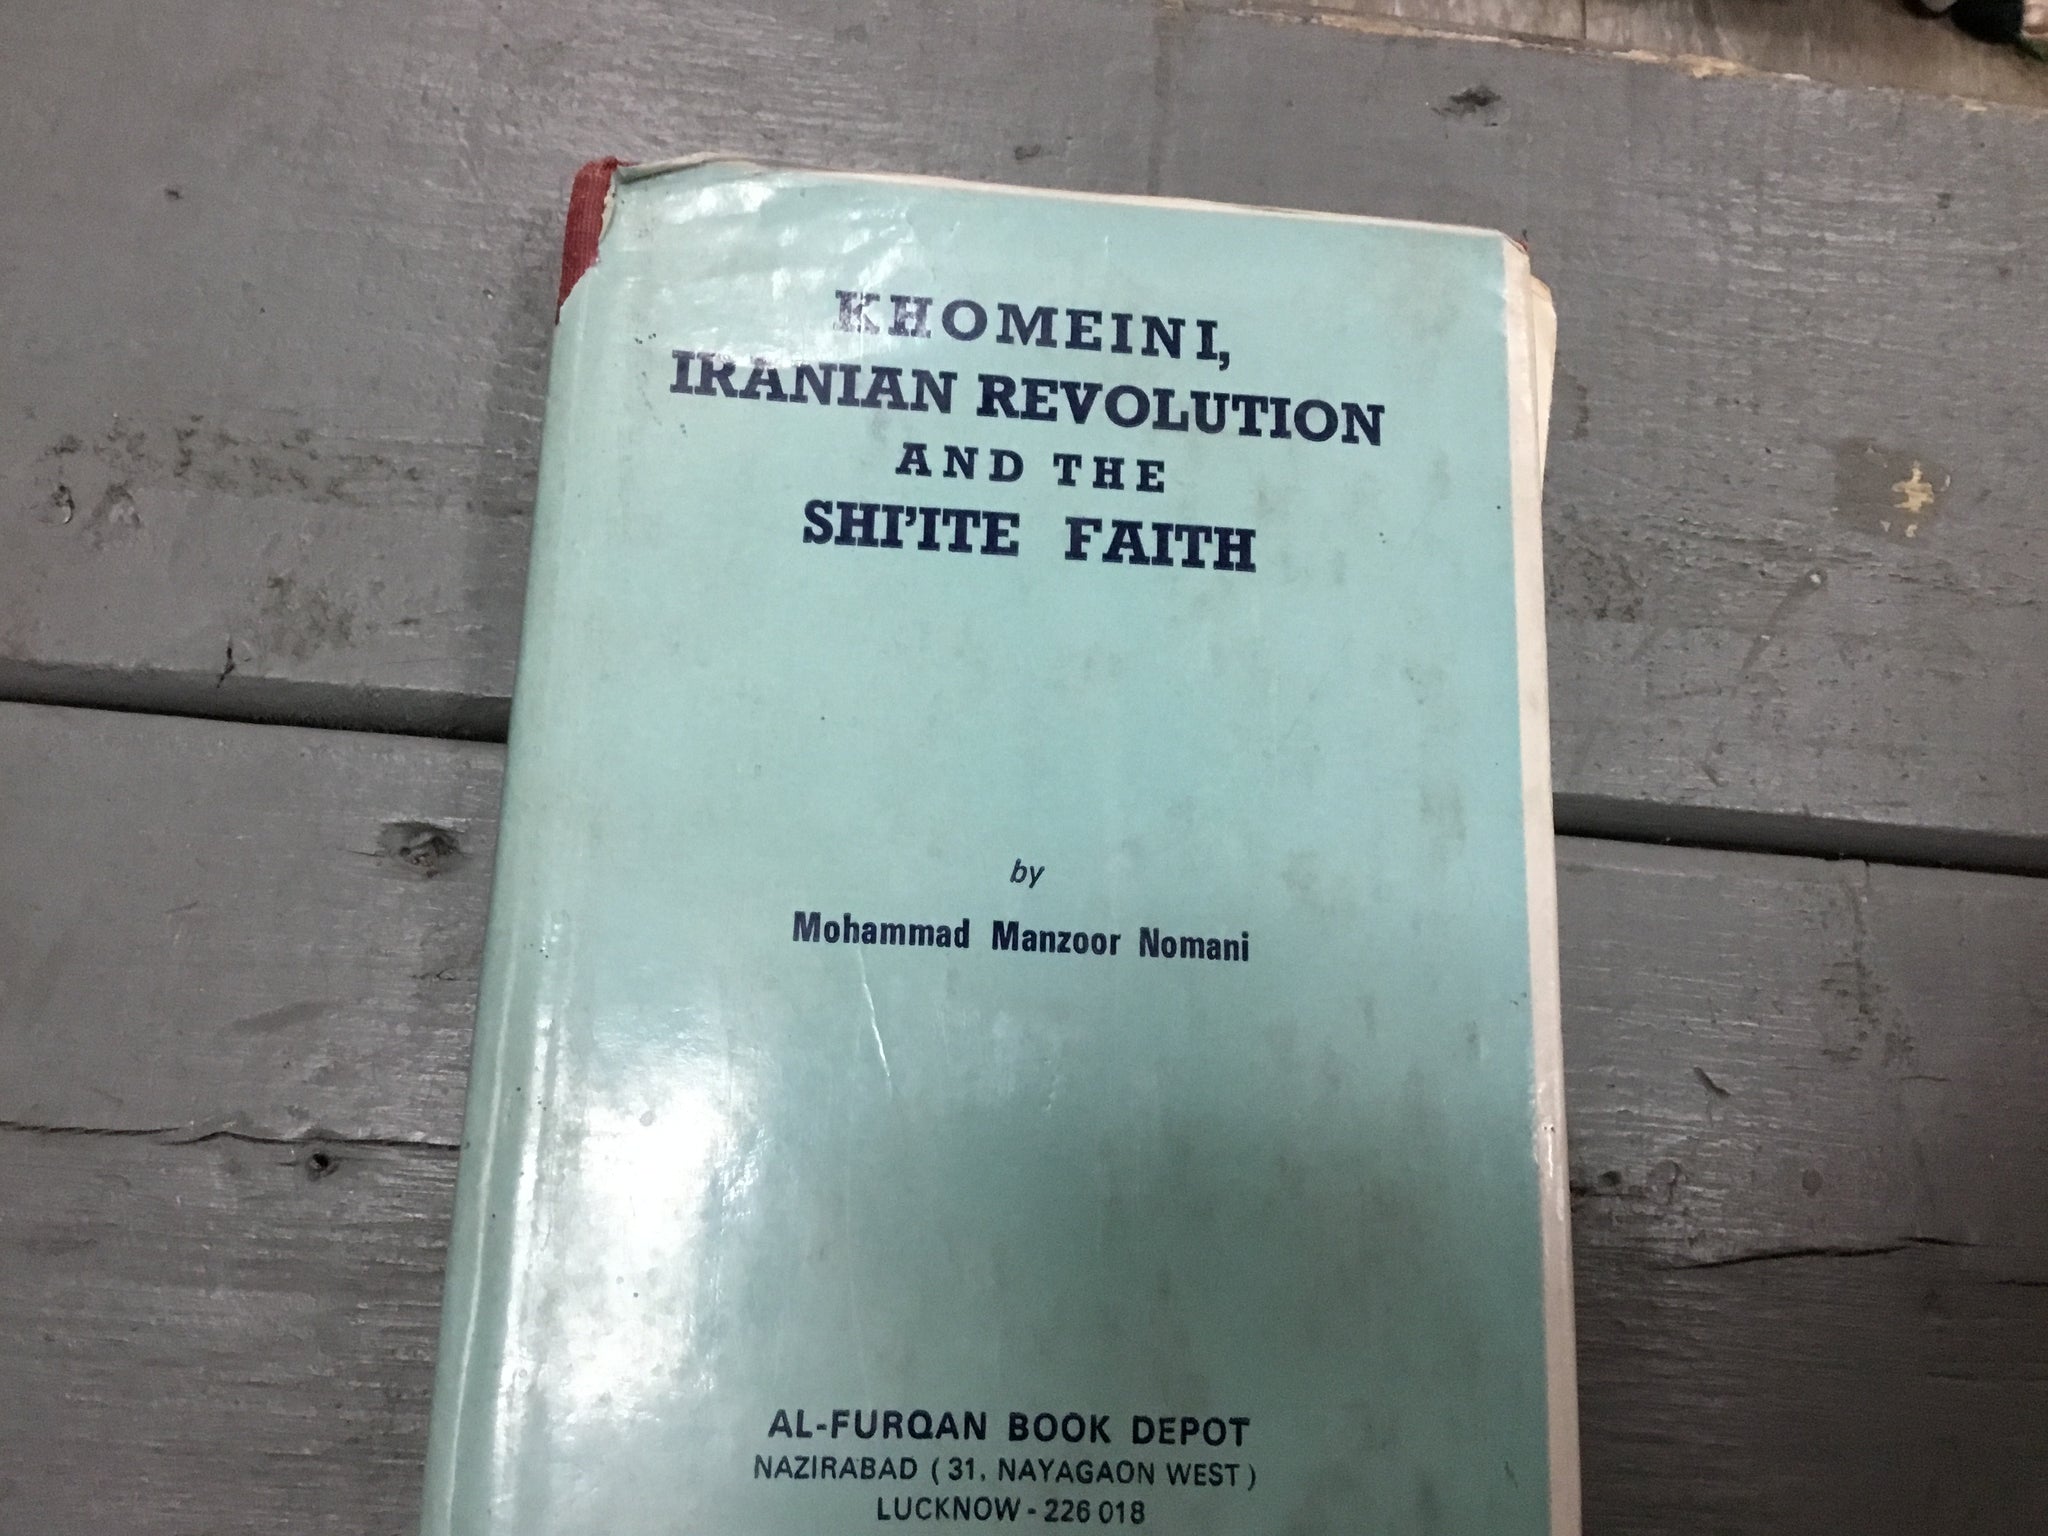 KHOMEINI,
IRANIAN REVOLUTION
AND THE
SHI'ITE FAITH
by
Mohammad Manzoor Nomani
AL-FURQAN BOOK DEPOT
NAZIRABAD ( 31, NAYAGAON WEST )
LUCKNOW - 226 018